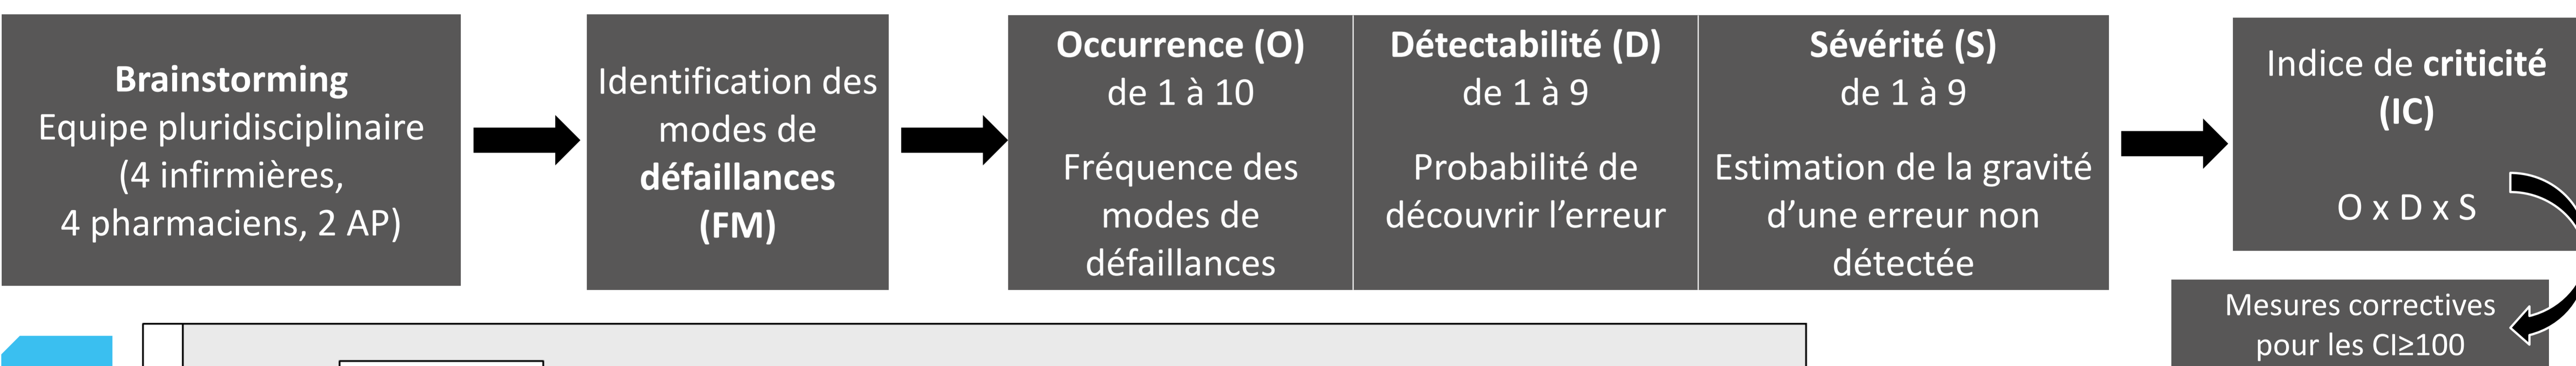 Brainstorming
Equipe pluridisciplinaire
(4 infirmières,
4 pharmaciens, 2 AP)
Identification des
modes de
défaillances
(FM)
Occurrence (O)
de 1 à 10
Fréquence des
modes de
défaillances
Détectabilité (D)
de 1 à 9
Probabilité de
découvrir l’erreur
Sévérité (S)
de 1 à 9
Estimation de la gravité
d’une erreur non
détectée
Indice de criticité
(IC)
O x D x S
Mesures correctives
pour les CI≥100